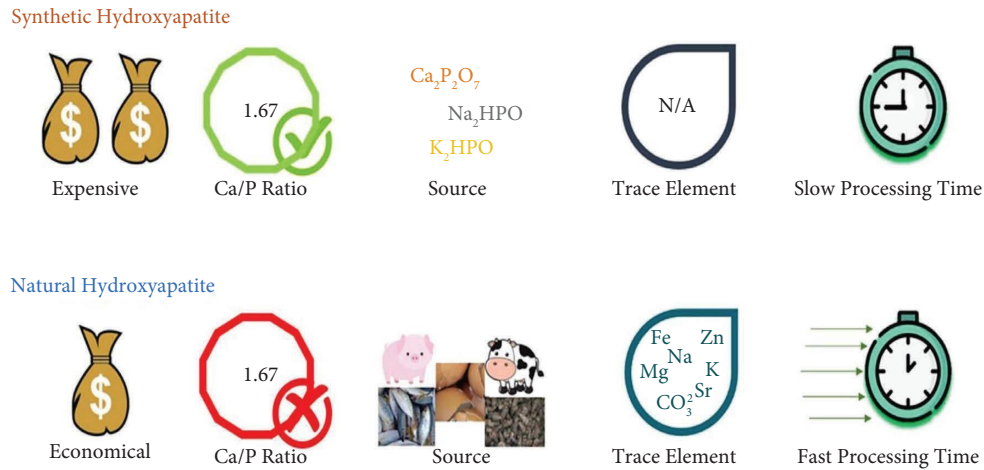 Synthetic Hydroxyapatite
$ $
1.67
Ca₂P₂O₇
Na₂HPO
K₂HPO
N/A
Expensive
Ca/P Ratio
Source
Trace Element
Slow Processing Time
Natural Hydroxyapatite
$
1.67
Fe Zn
Na
Mg K
Sr
CO₃²
Economical
Ca/P Ratio
Source
Trace Element
Fast Processing Time